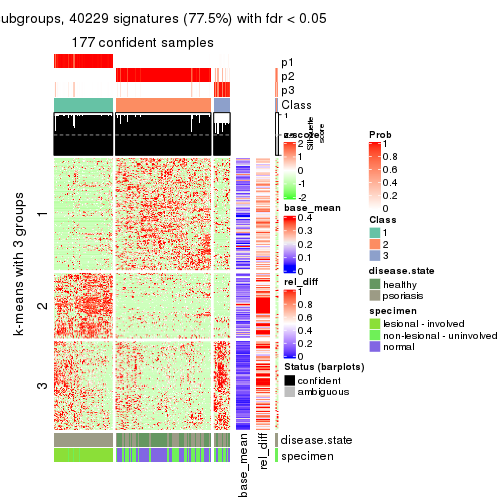 ubgroups, 40229 signatures (77.5%) with fdr < 0.05
177 confident samples
p1
p2
p3
Class
1
Silhouette
score
k-means with 3 groups
1
2
3
base_mean
rel_diff
disease.state
specimen
z-score
2
1
0
-1
-2
base_mean
0.4
0.3
0.2
0.1
0
rel_diff
1
0.8
0.6
0.4
0.2
0
Status (barplots)
confident
ambiguous
Prob
1
0.8
0.6
0.4
0.2
0
Class
1
2
3
disease.state
healthy
psoriasis
specimen
lesional - involved
non-lesional - uninvolved
normal